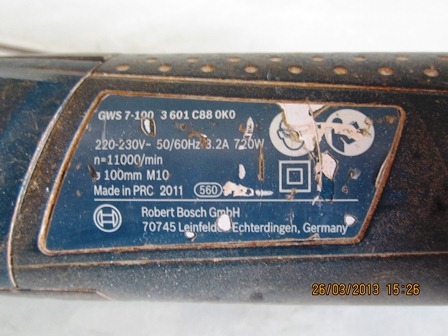 GWS 7-100 3 601 C88 0K0
220-230V~ 50/60Hz 3.2A 720W
n=11000/min
ø 100mm M10
Made in PRC 2011 560
Robert Bosch GmbH
70745 Leinfelden-Echterdingen, Germany
26/03/2013 15:26